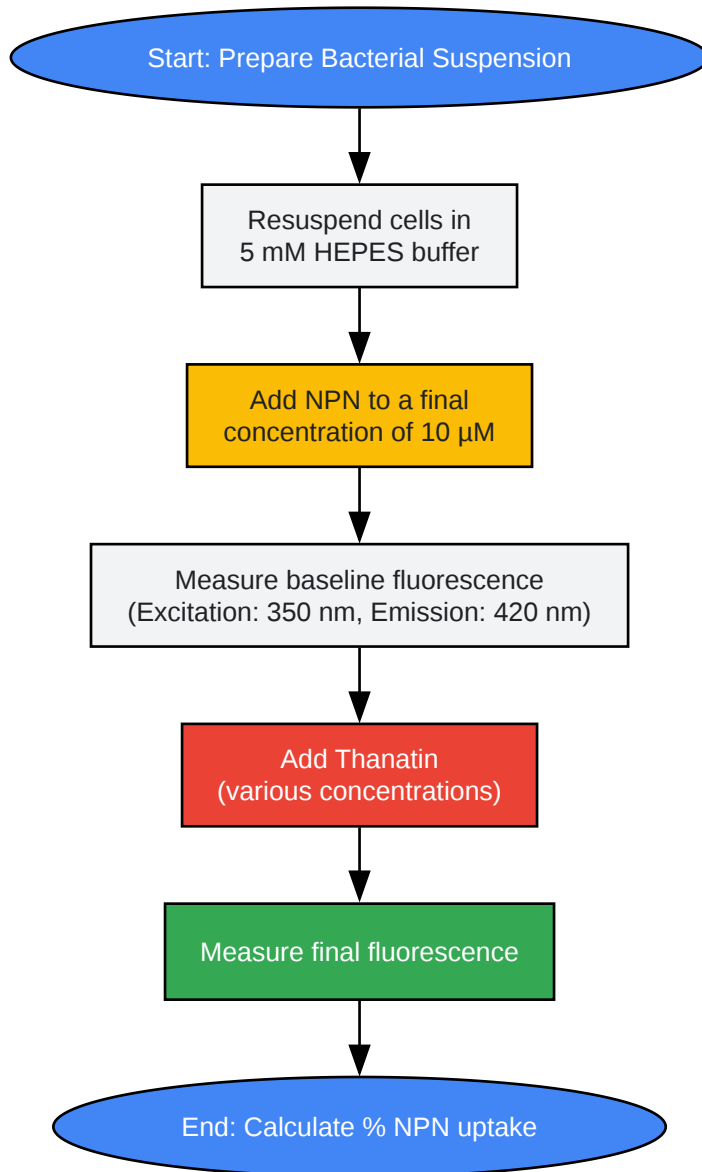 Start: Prepare Bacterial Suspension
Resuspend cells in
5 mM HEPES buffer
Add NPN to a final
concentration of 10 µM
Measure baseline fluorescence
(Excitation: 350 nm, Emission: 420 nm)
Add Thanatin
(various concentrations)
Measure final fluorescence
End: Calculate % NPN uptake